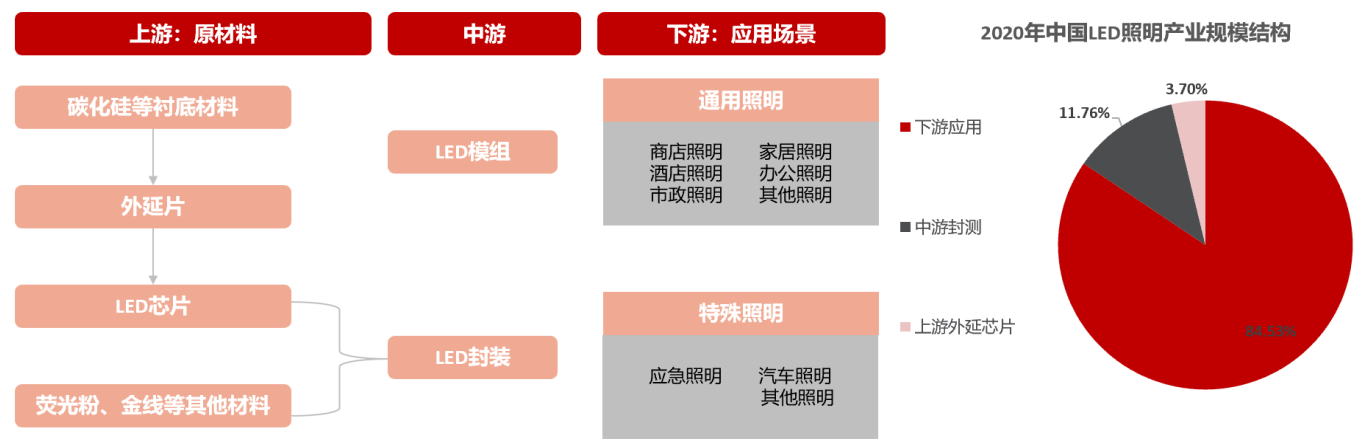 上游：原材料
碳化硅等衬底材料
外延片
LED芯片
荧光粉、金线等其他材料
中游
LED模组
LED封装
下游：应用场景
通用照明
商店照明 家居照明
酒店照明 办公照明
市政照明 其他照明
特殊照明
应急照明 汽车照明
其他照明
2020年中国LED照明产业规模结构
下游应用
中游封测
上游外延芯片
3.70%
11.76%
84.53%